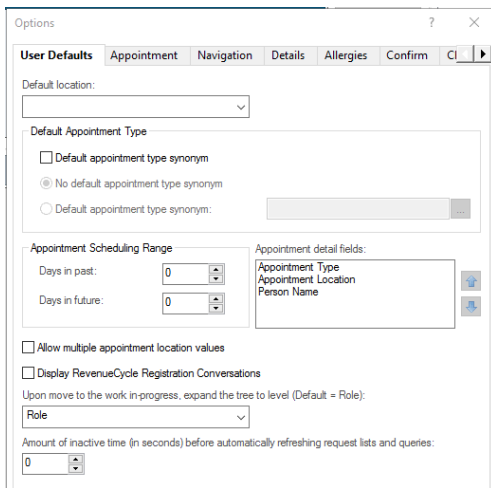 Options
User Defaults Appointment Navigation Details Allergies Confirm
Default location:
Default Appointment Type
Default appointment type synonym
No default appointment type synonym
Default appointment type synonym:
...
Appointment Scheduling Range
Days in past: 0
Days in future: 0
Appointment detail fields:
Appointment Type
Appointment Location
Person Name
Allow multiple appointment location values
Display RevenueCycle Registration Conversations
Upon move to the work in-progress, expand the tree to level (Default = Role):
Role
Amount of inactive time (in seconds) before automatically refreshing request lists and queries:
0